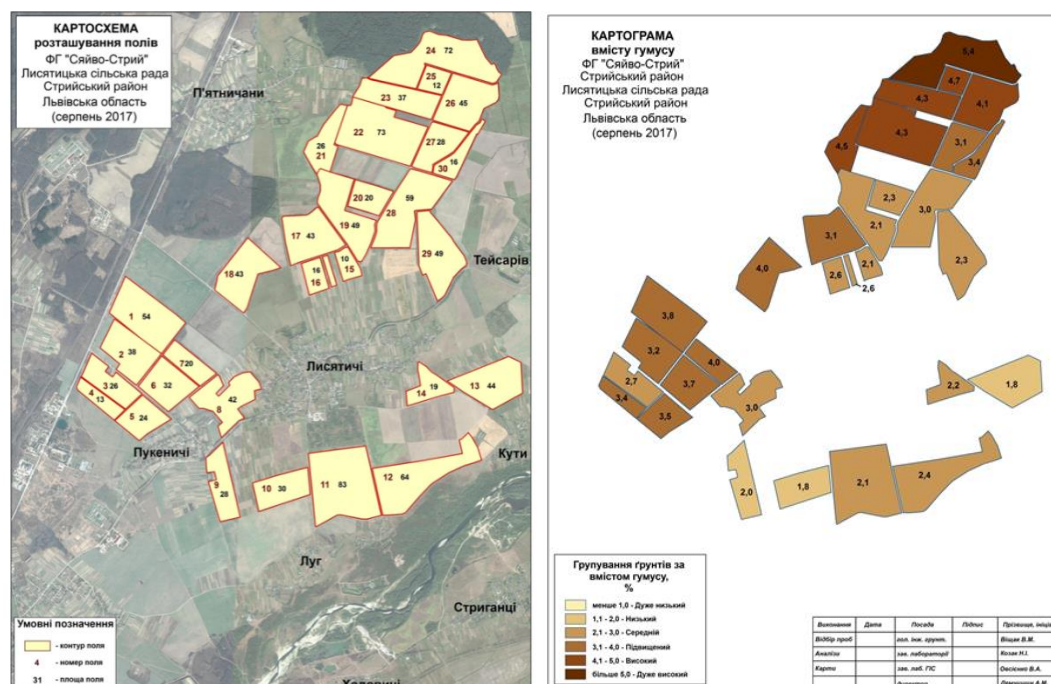 КАРТОСХЕМА
розташування полів
ФГ "Сяйво-Стрий"
Лисятицька сільська рада
Стрийський район
Львівська область
(серпень 2017)
П'ятничани
24 72
25
12
23 37
26 45
22 73
26
21
27 28
16
30
20 20
59
28
19 49
17 43
29 49
10
15
16
16
Тейсарів
18 43
1 54
2 38
7 20
Лисятичі
3 26
4 13
6 32
42
8
5 24
19
14
13 44
Пукеничі
Кути
9
28
10 30
11 83
12 64
Луг
Стриганці
Умовні позначення
- контур поля
4 - номер поля
31 - площа поля
КАРТОГРАМА
вмісту гумусу
ФГ "Сяйво-Стрий"
Стрийський район
Лисятицька сільська рада
Стрийський район
Львівська область
(серпень 2017)
5,4
4,7
4,3
4,1
4,3
4,5
3,1
3,4
2,3
3,0
2,1
3,1
2,3
2,1
2,6
2,6
4,0
3,8
3,2
4,0
2,7
3,7
3,4
3,0
3,5
2,2
1,8
2,0
1,8
2,1
2,4
Групування ґрунтів за
вмістом гумусу,
%
менше 1,0 - Дуже низький
1,1 - 2,0 - Низький
2,1 - 3,0 - Середній
3,1 - 4,0 - Підвищений
4,1 - 5,0 - Високий
більше 5,0 - Дуже високий
Виконання Дата Посада Підпис Прізвище,
Відбір проб гол. інж. ґрунт. Віщак В.М.
Аналізи зав. лабораторії Козак Н.І.
Карти зав. лаб. ГІС Овсієнко В.А.